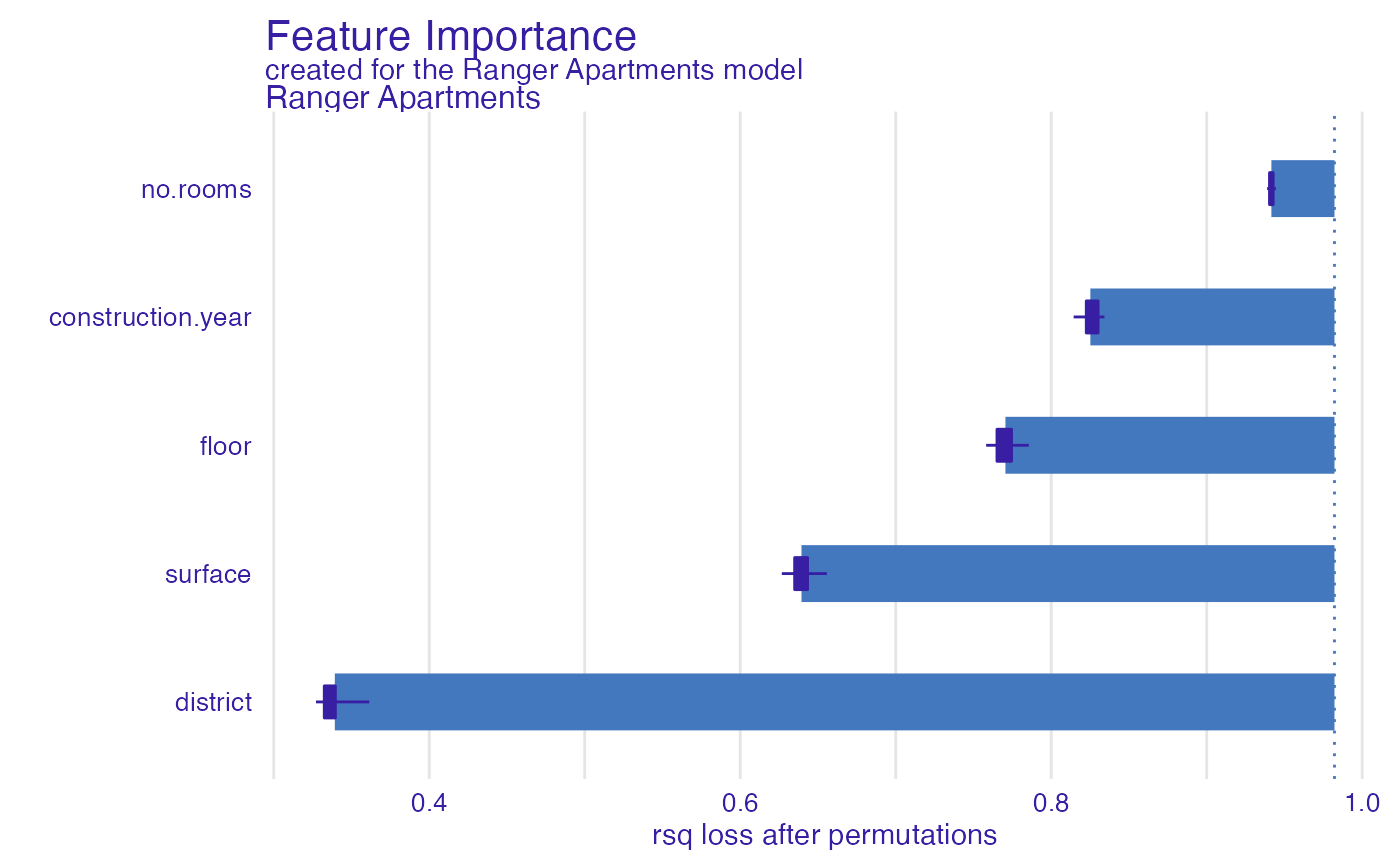 Feature Importance
created for the Ranger Apartments model
Ranger Apartments
no.rooms
construction.year
floor
surface
district
0.4 0.6 0.8 1.0
rsq loss after permutations